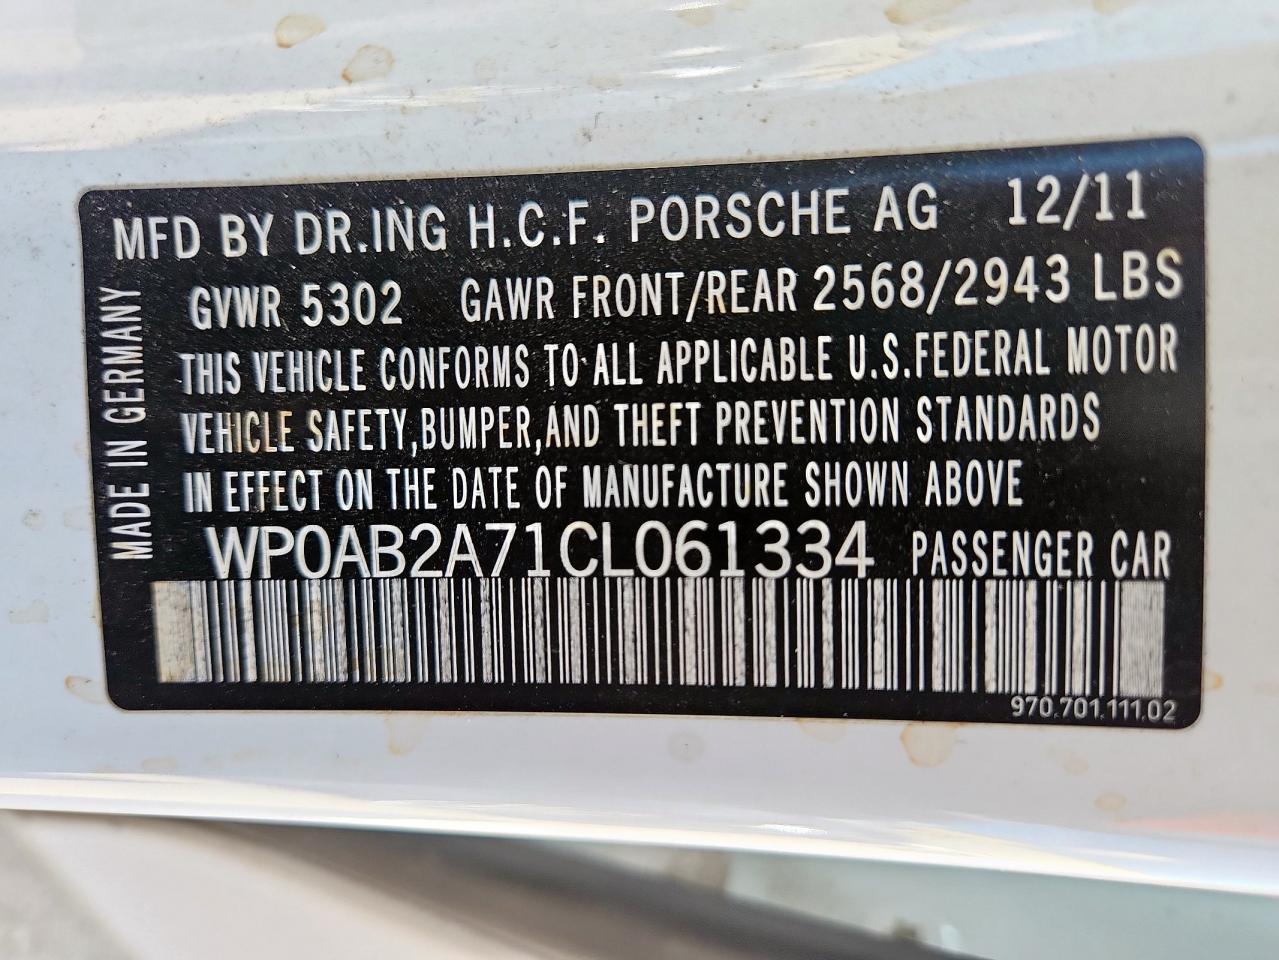 MFD BY DR.ING H.C.F. PORSCHE AG 12/11
GVWR 5302 GAWR FRONT/REAR 2568/2943 LBS
THIS VEHICLE CONFORMS TO ALL APPLICABLE U.S.FEDERAL MOTOR
VEHICLE SAFETY,BUMPER,AND THEFT PREVENTION STANDARDS
IN EFFECT ON THE DATE OF MANUFACTURE SHOWN ABOVE
WP0AB2A71CL061334 PASSENGER CAR
970.701.111.02
MADE IN GERMANY